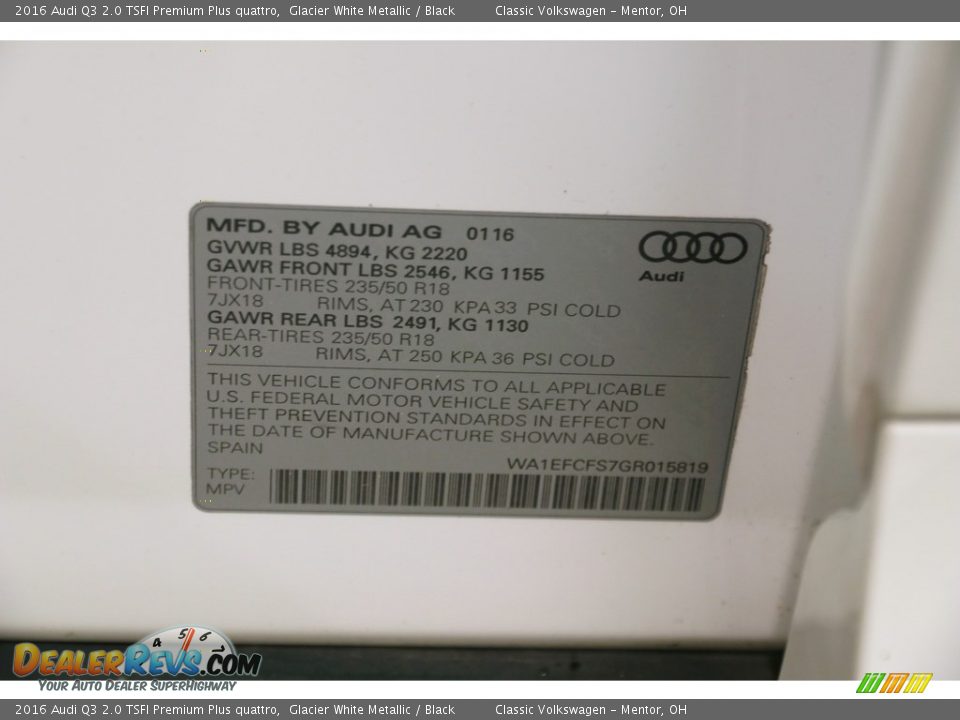 2016 Audi Q3 2.0 TSFI Premium Plus quattro, Glacier White Metallic / Black Classic Volkswagen - Mentor, OH
MFD. BY AUDI AG 0116
GVWR LBS 4894, KG 2220
GAWR FRONT LBS 2546, KG 1155
FRONT-TIRES 235/50 R18
7JX18 RIMS, AT 230 KPA 33 PSI COLD
GAWR REAR LBS 2491, KG 1130
REAR-TIRES 235/50 R18
7JX18 RIMS, AT 250 KPA 36 PSI COLD
Audi
THIS VEHICLE CONFORMS TO ALL APPLICABLE
U.S. FEDERAL MOTOR VEHICLE SAFETY AND
THEFT PREVENTION STANDARDS IN EFFECT ON
THE DATE OF MANUFACTURE SHOWN ABOVE.
SPAIN
WA1EFCFS7GR015819
TYPE:
MPV
4 5 6
DEALERREVS.COM
YOUR AUTO DEALER SUPERHIGHWAY
2016 Audi Q3 2.0 TSFI Premium Plus quattro, Glacier White Metallic / Black Classic Volkswagen - Mentor, OH